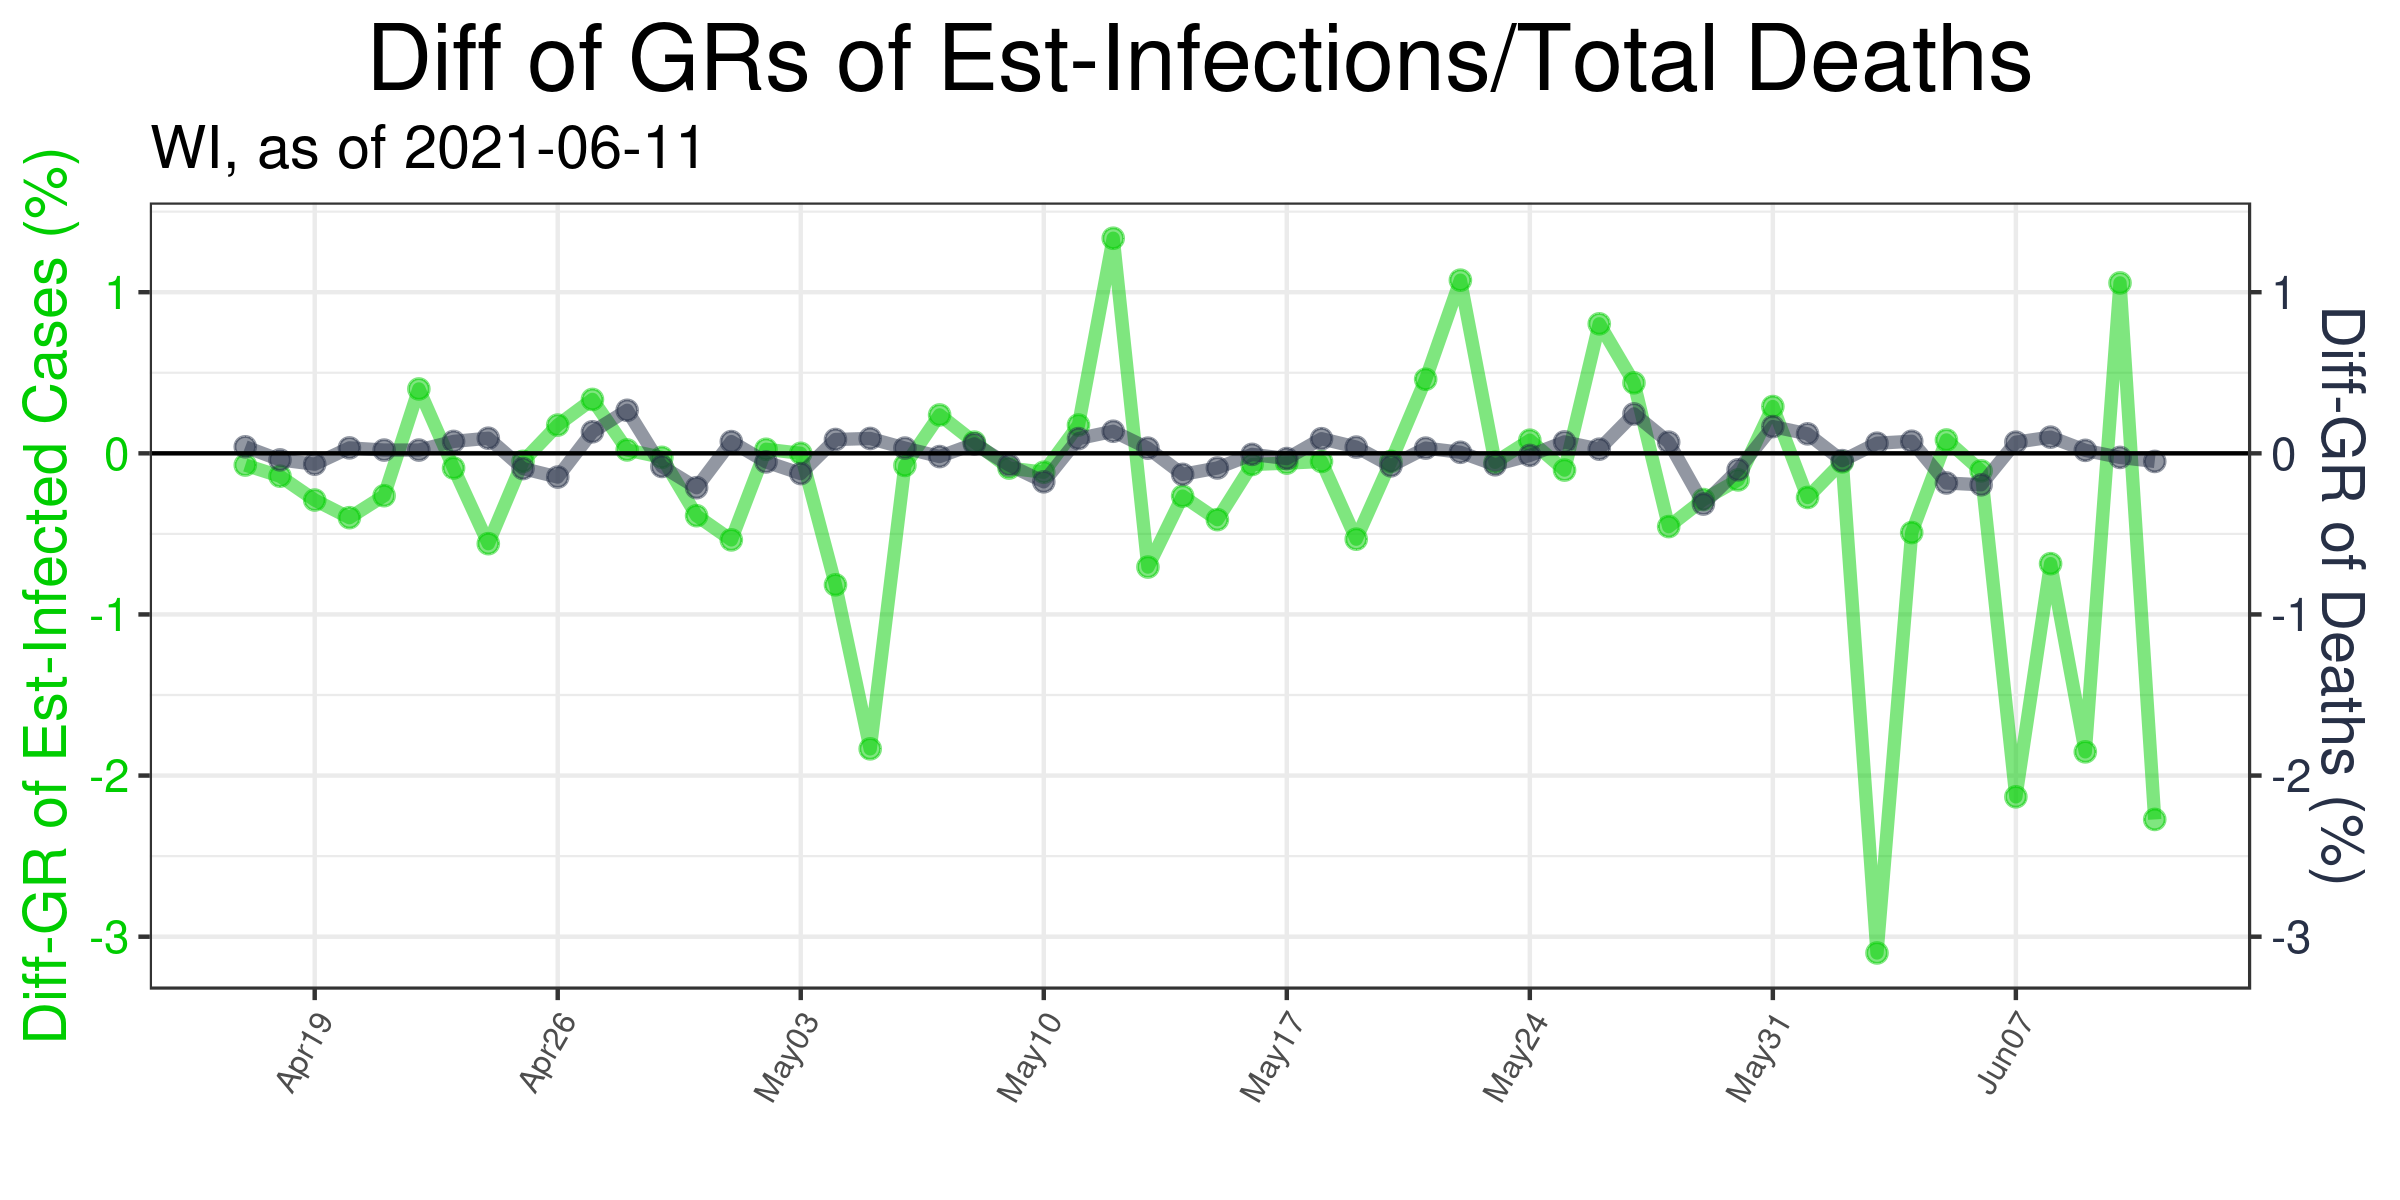 Diff of GRs of Est-Infections/Total Deaths
WI, as of 2021-06-11
Diff-GR of Est-Infected Cases (%)
1
0
-1
-2
-3
1
0
-1
-2
-3
Diff-GR of Deaths (%)
Apr19
Apr26
May03
May10
May17
May24
May31
Jun07